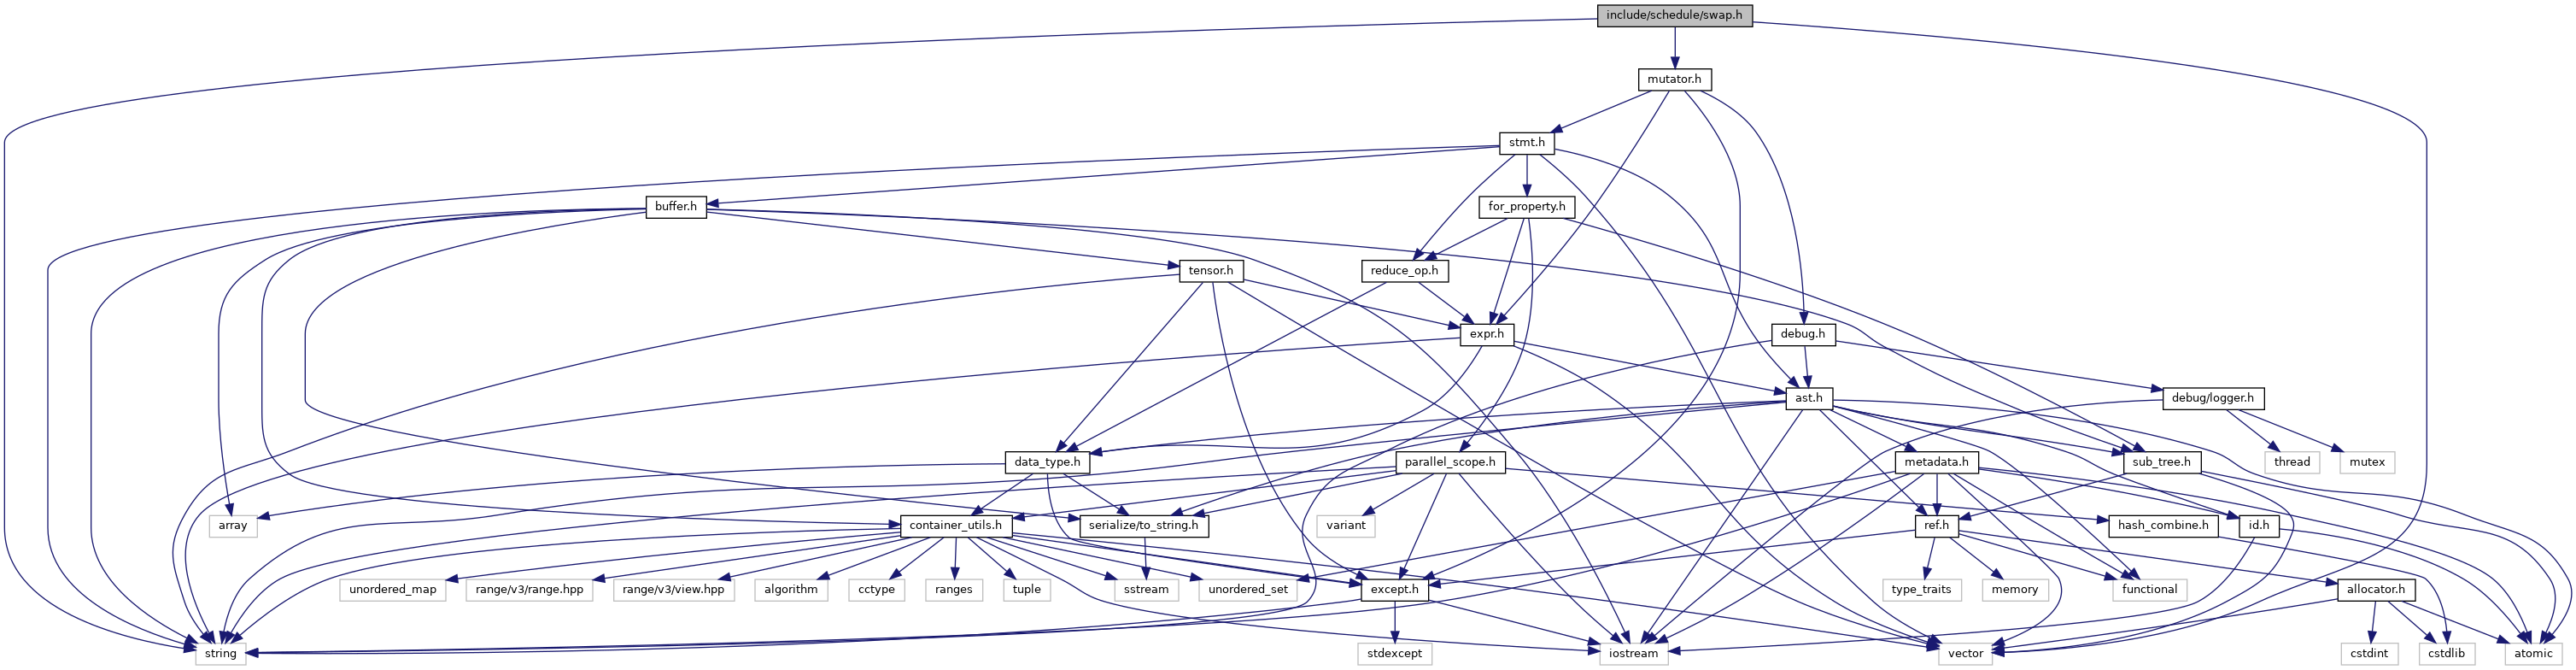 include/schedule/swap.h
mutator.h
stmt.h
buffer.h
for_property.h
tensor.h
reduce_op.h
expr.h
debug.h
ast.h
debug/logger.h
data_type.h
parallel_scope.h
metadata.h
sub_tree.h
thread
mutex
array
container_utils.h
serialize/to_string.h
variant
ref.h
hash_combine.h
id.h
unordered_map
range/v3/range.hpp
range/v3/view.hpp
algorithm
cctype
ranges
tuple
sstream
unordered_set
except.h
type_traits
memory
functional
allocator.h
string
stdexcept
iostream
vector
cstdint
cstdlib
atomic